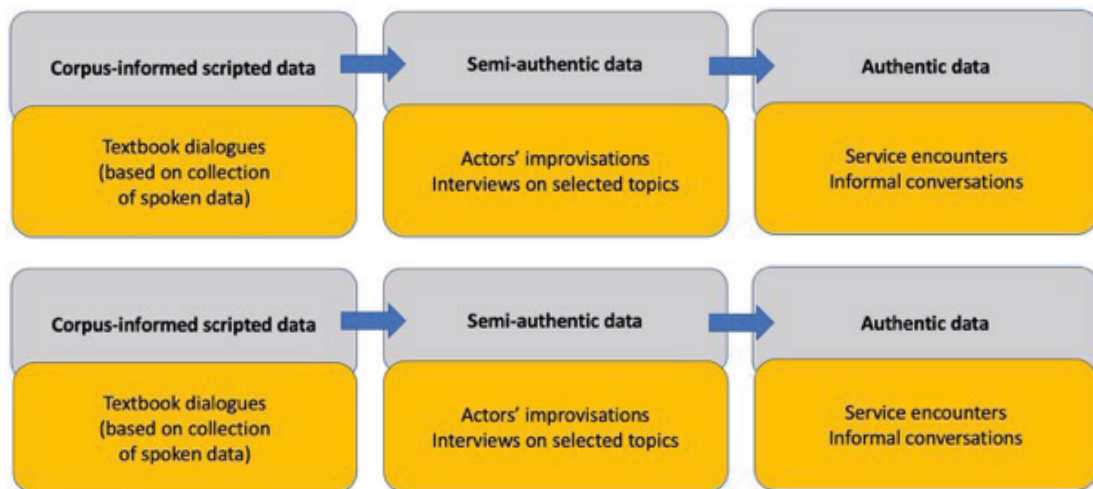 Corpus-informed scripted data
Semi-authentic data
Authentic data
Textbook dialogues
(based on collection
of spoken data)
Actors’ improvisations
Interviews on selected topics
Service encounters
Informal conversations
Corpus-informed scripted data
Semi-authentic data
Authentic data
Textbook dialogues
(based on collection
of spoken data)
Actors’ improvisations
Interviews on selected topics
Service encounters
Informal conversations